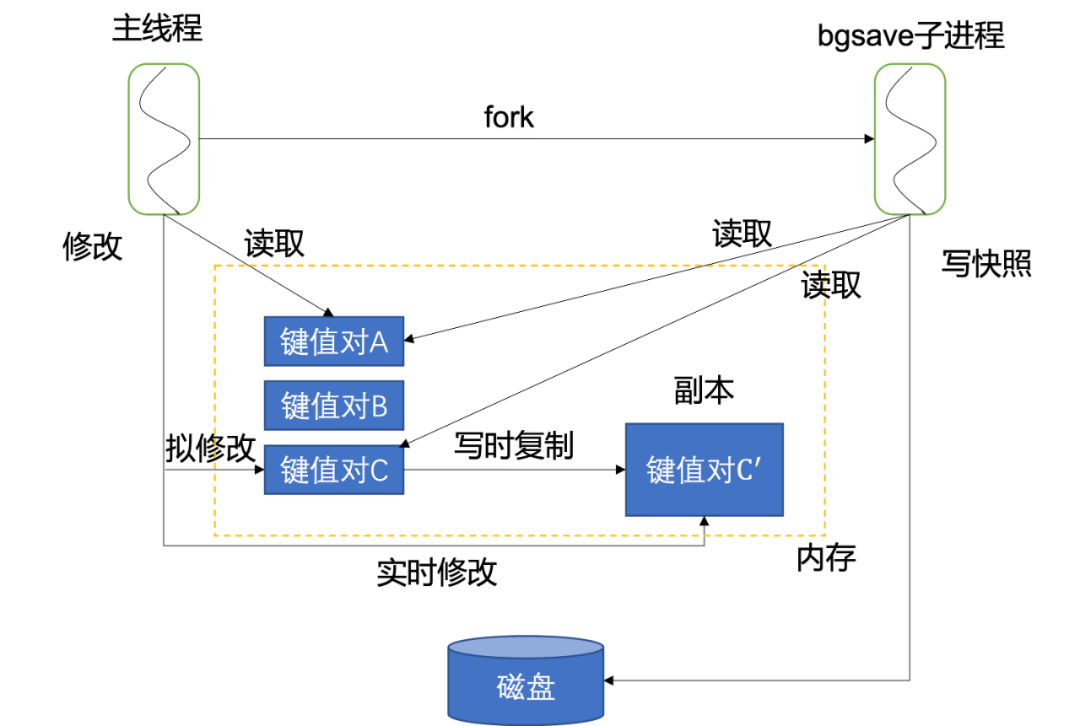 主线程
bgsave子进程
fork
修改
读取
读取
读取
写快照
键值对A
键值对B
副本
拟修改
键值对C
写时复制
键值对C′
实时修改
内存
磁盘